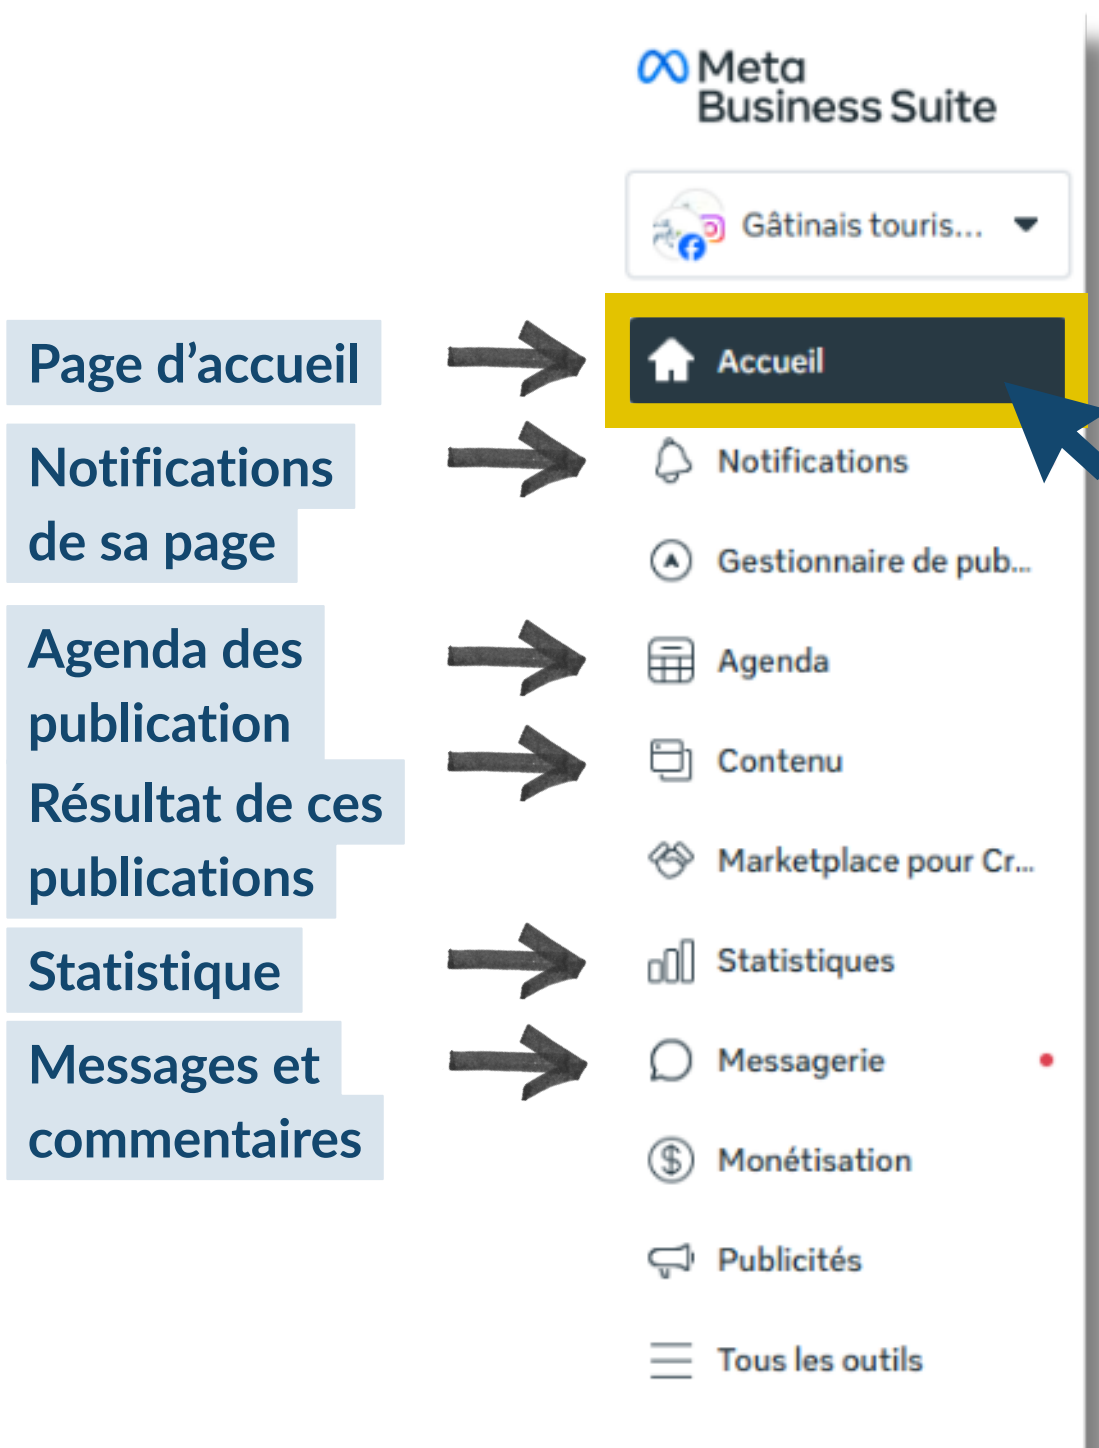 Meta
Business Suite
Gâtinais touris...
Page d’accueil
Accueil
Notifications
de sa page
Notifications
Gestionnaire de pub...
Agenda des
publication
Agenda
Résultat de ces
publications
Contenu
Marketplace pour Cr...
Statistique
Statistiques
Messages et
commentaires
Messagerie
Monétisation
Publicités
Tous les outils